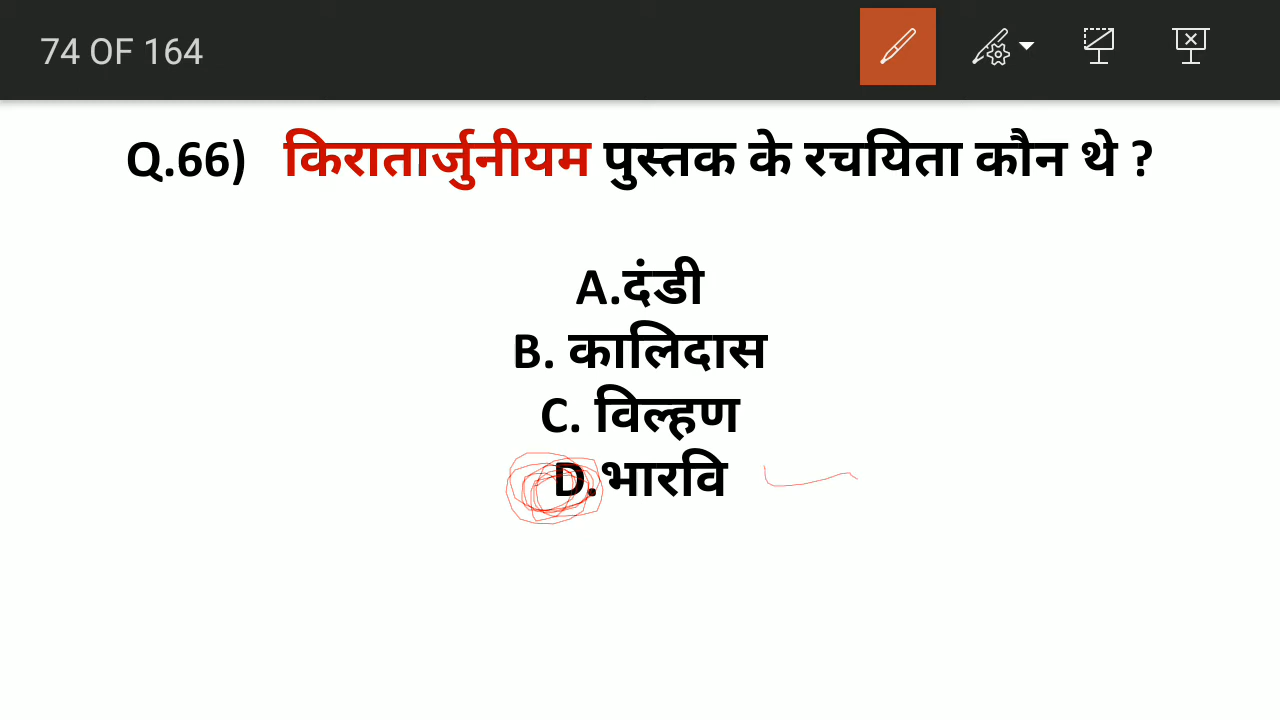 74 OF 164
Q.66) किरातार्जुनीयम पुस्तक के रचयिता कौन थे ?
A.दंडी
B. कालिदास
C. विल्हण
D.भारवि